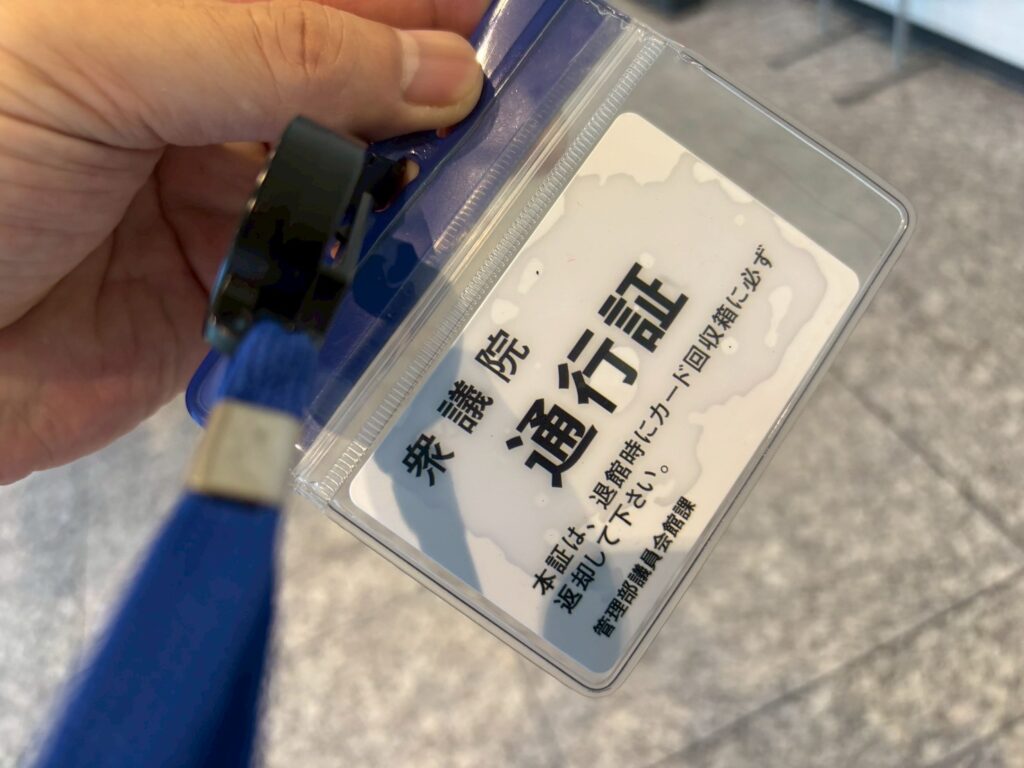 衆議院
通行証
本証は、退館時にカード回収箱に必ず
返却して下さい。
管理部議員会館課